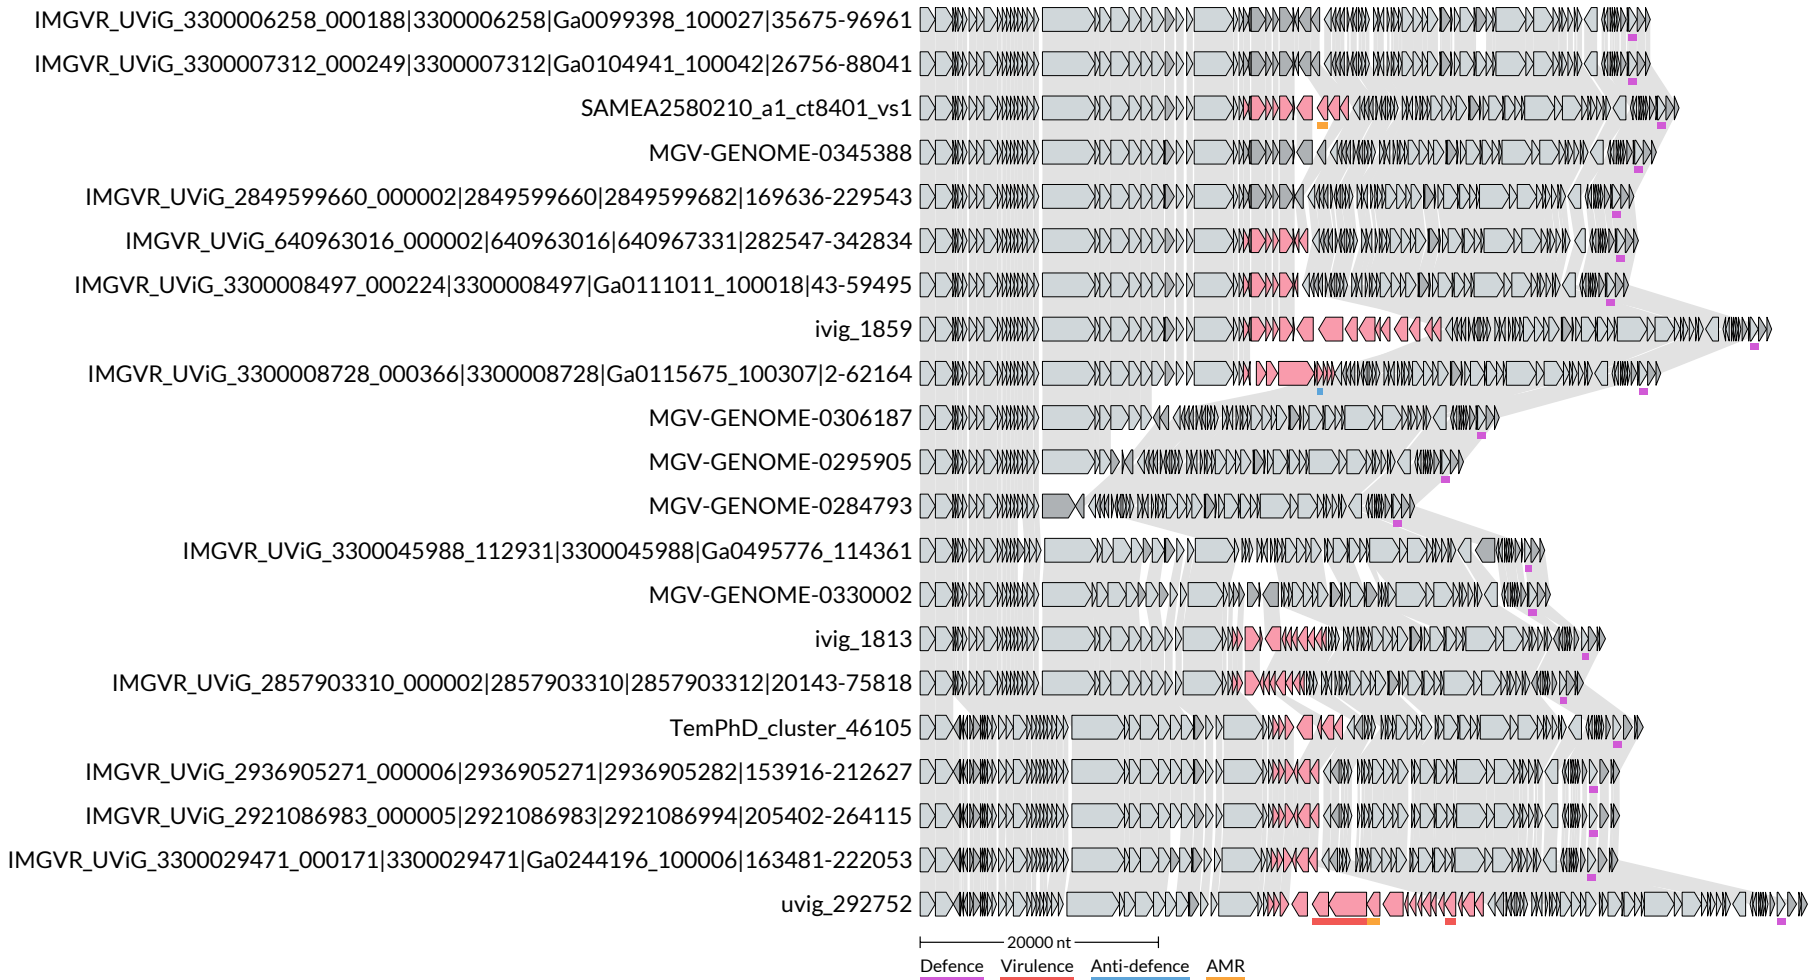 IMGVR_UViG_3300006258_000188|3300006258|Ga0099398_100027|35675-96961
IMGVR_UViG_3300007312_000249|3300007312|Ga0104941_100042|26756-88041
SAMEA2580210_a1_ct8401_vs1
MGV-GENOME-0345388
IMGVR_UViG_2849599660_000002|2849599660|2849599682|169636-229543
IMGVR_UViG_640963016_000002|640963016|640967331|282547-342834
IMGVR_UViG_3300008497_000224|3300008497|Ga0111011_100018|43-59495
ivig_1859
IMGVR_UViG_3300008728_000366|3300008728|Ga0115675_100307|2-62164
MGV-GENOME-0306187
MGV-GENOME-0295905
MGV-GENOME-0284793
IMGVR_UViG_3300045988_112931|3300045988|Ga0495776_114361
MGV-GENOME-0330002
ivig_1813
IMGVR_UViG_2857903310_000002|2857903310|2857903312|20143-75818
TemPhD_cluster_46105
IMGVR_UViG_2936905271_000006|2936905271|2936905282|153916-212627
IMGVR_UViG_2921086983_000005|2921086983|2921086994|205402-264115
IMGVR_UViG_3300029471_000171|3300029471|Ga0244196_100006|163481-222053
uvig_292752
20000 nt
Defence Virulence Anti-defence AMR